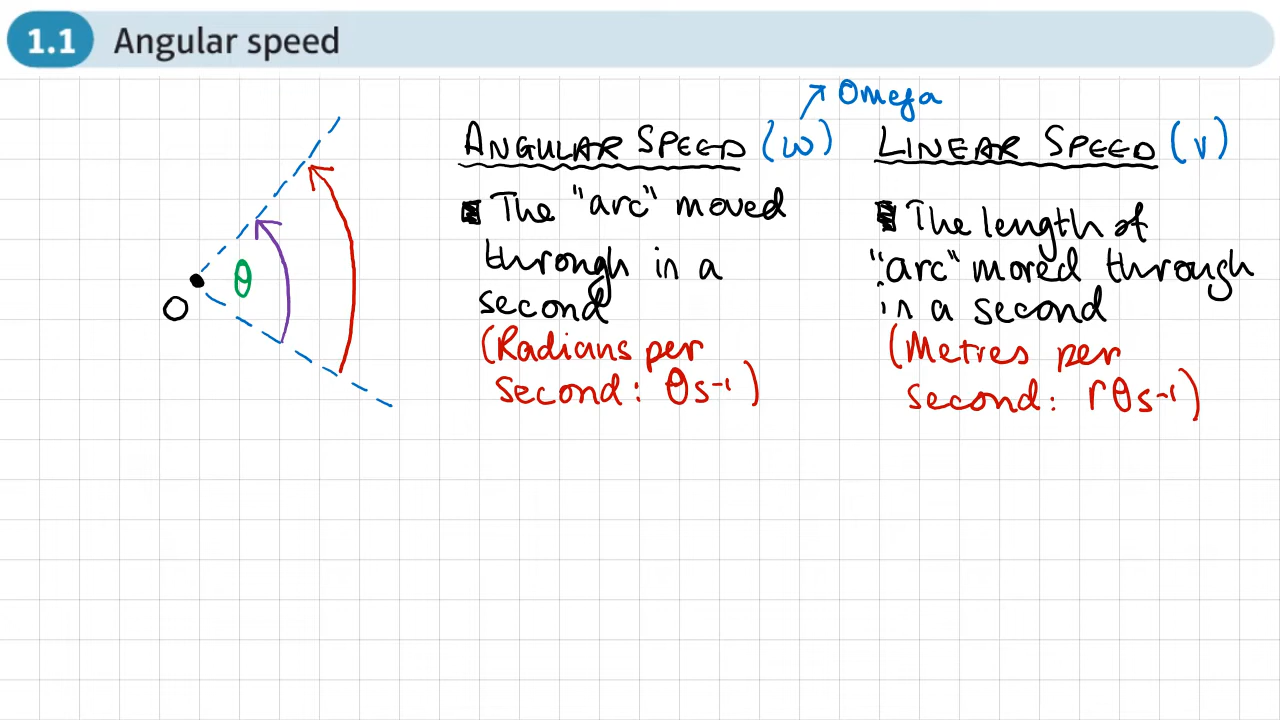 1.1 Angular speed
Omega
ANGULAR SPEED (ω)
The "arc" moved
through in a
second
(Radians per
second: θs⁻¹)
LINEAR SPEED (v)
The length of
"arc" moved through
in a second
(Metres per
second: rθs⁻¹)
θ
O